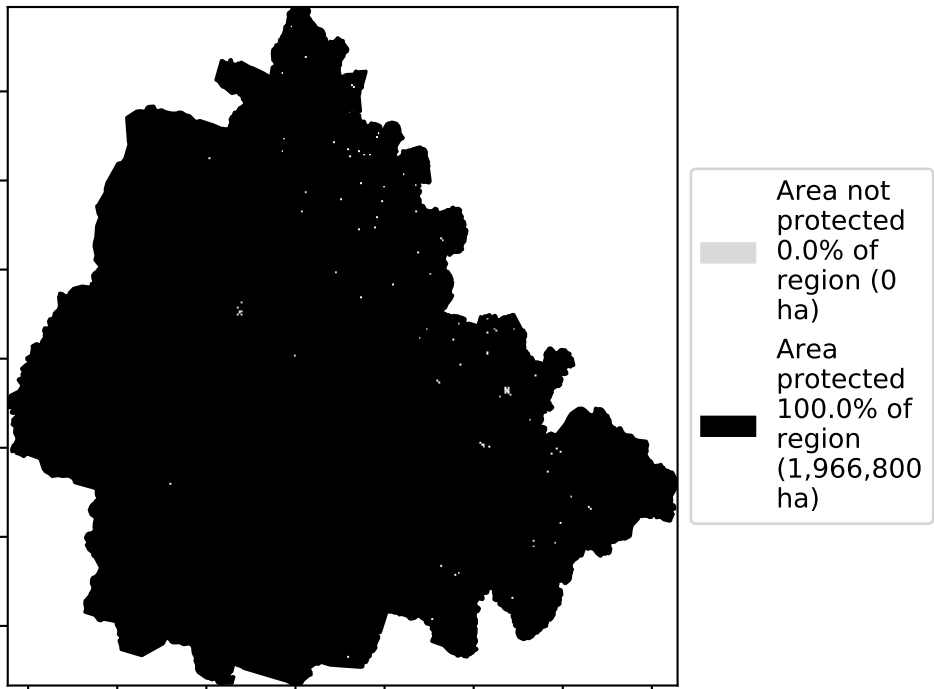 Area not
protected
0.0% of
region (0
ha)
Area
protected
100.0% of
region
(1,966,800
ha)